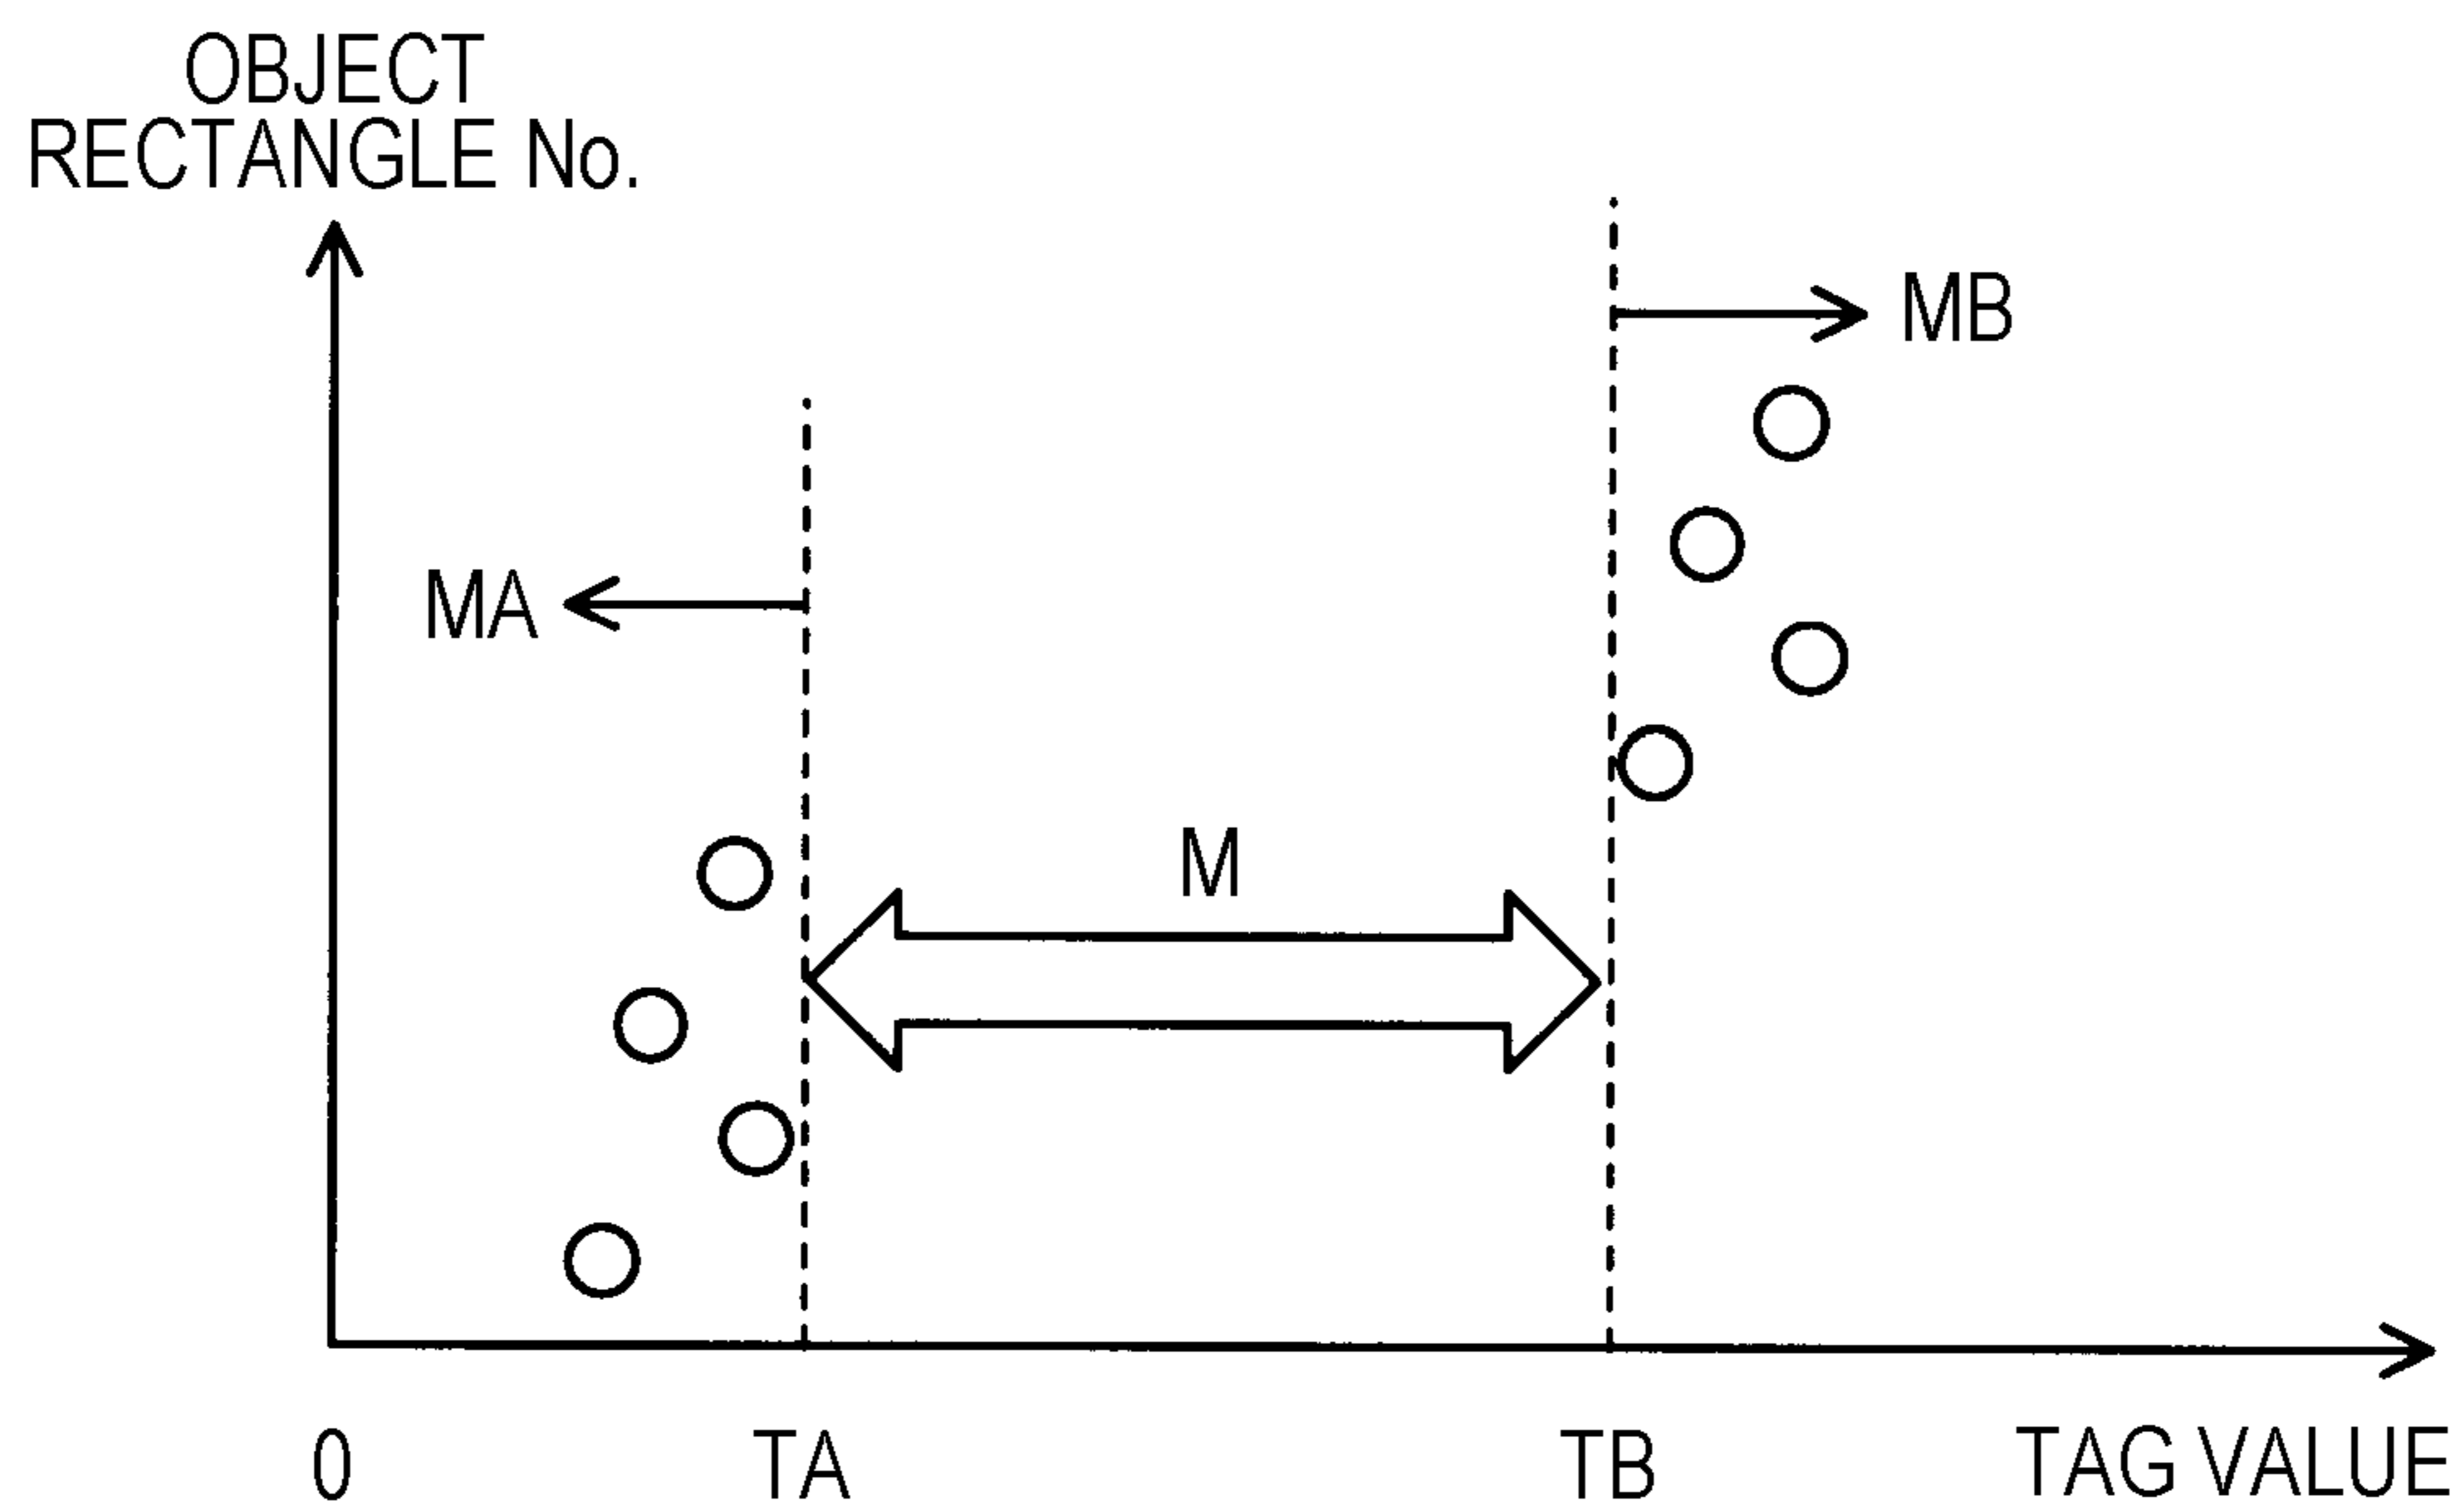 OBJECT
RECTANGLE No.
MB
MA
M
0
TA
TB
TAG VALUE